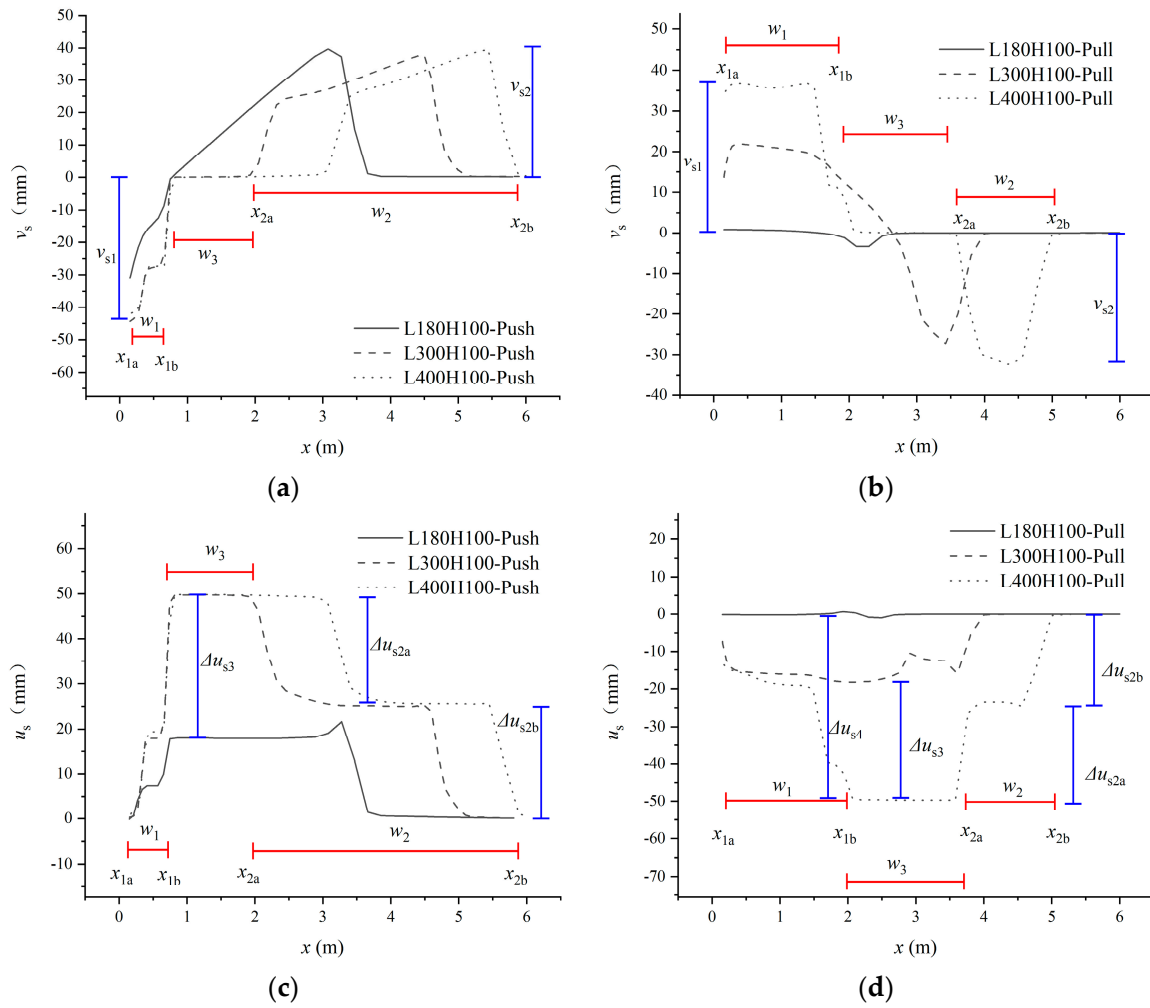 40
30
20
10
0
-10
-20
-30
-40
-50
-60
vs (mm)
vs1
vs2
w1
w2
w3
x1a
x1b
x2a
x2b
L180H100-Push
L300H100-Push
L400H100-Push
0 1 2 3 4 5 6
x (m)
(a)
50
40
30
20
10
0
-10
-20
-30
-40
vs (mm)
w1
x1a
x1b
w3
w2
x2a
x2b
vs1
vs2
L180H100-Pull
L300H100-Pull
L400H100-Pull
0 1 2 3 4 5 6
x (m)
(b)
60
50
40
30
20
10
0
-10
us (mm)
w3
L180H100-Push
L300H100-Push
L400H100-Push
Δus3
Δus2a
Δus2b
w1
w2
x1a
x1b
x2a
x2b
0 1 2 3 4 5 6
x (m)
(c)
20
10
0
-10
-20
-30
-40
-50
-60
-70
us (mm)
L180H100-Pull
L300H100-Pull
L400H100-Pull
Δus4
Δus3
Δus2b
Δus2a
w1
w2
x1a
x1b
x2a
x2b
w3
0 1 2 3 4 5 6
x (m)
(d)